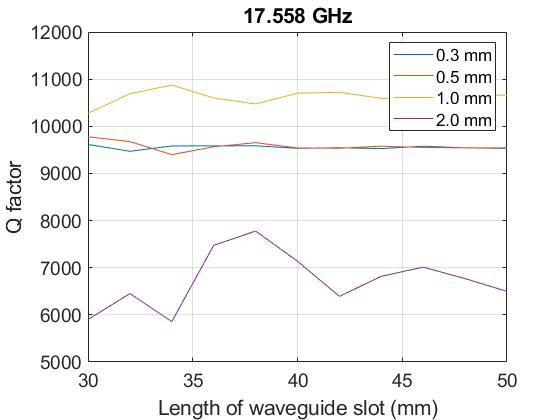 17.558 GHz
12000
11000
10000
9000
8000
7000
6000
5000
Q factor
0.3 mm
0.5 mm
1.0 mm
2.0 mm
30 35 40 45 50
Length of waveguide slot (mm)